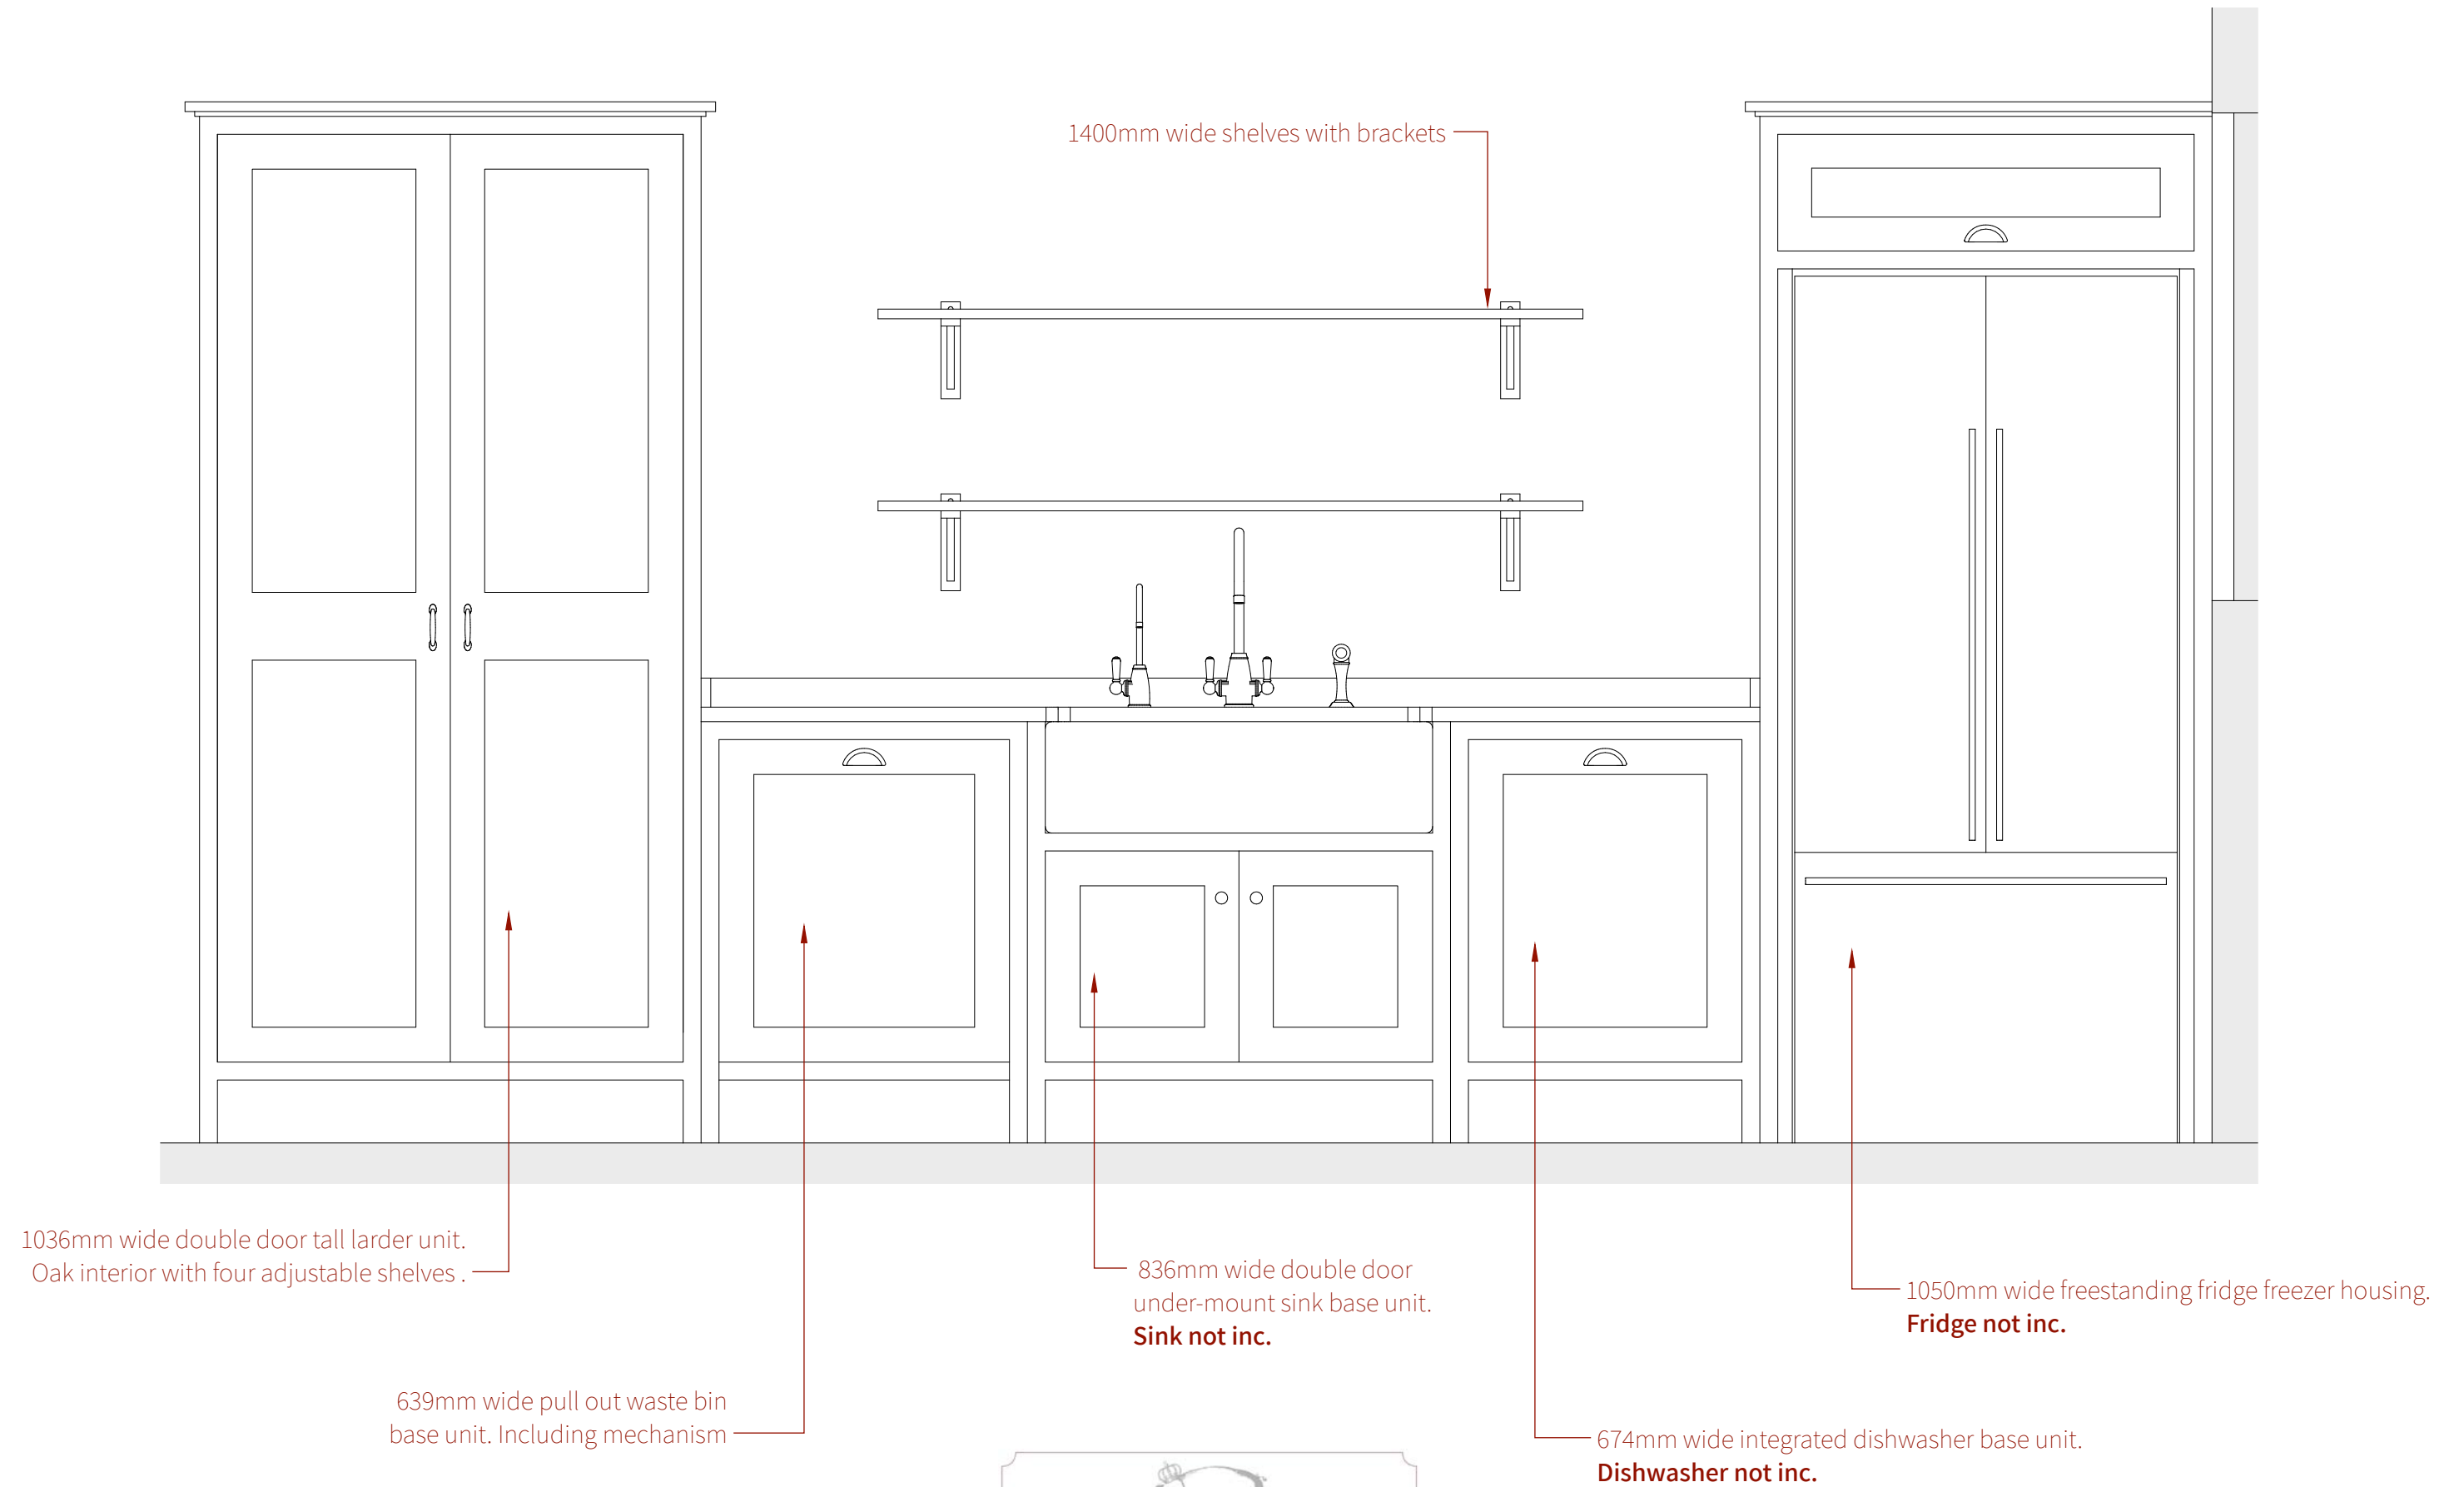 1400mm wide shelves with brackets
1036mm wide double door tall larder unit.
Oak interior with four adjustable shelves .
639mm wide pull out waste bin
base unit. Including mechanism
836mm wide double door
under-mount sink base unit.
Sink not inc.
674mm wide integrated dishwasher base unit.
Dishwasher not inc.
1050mm wide freestanding fridge freezer housing.
Fridge not inc.